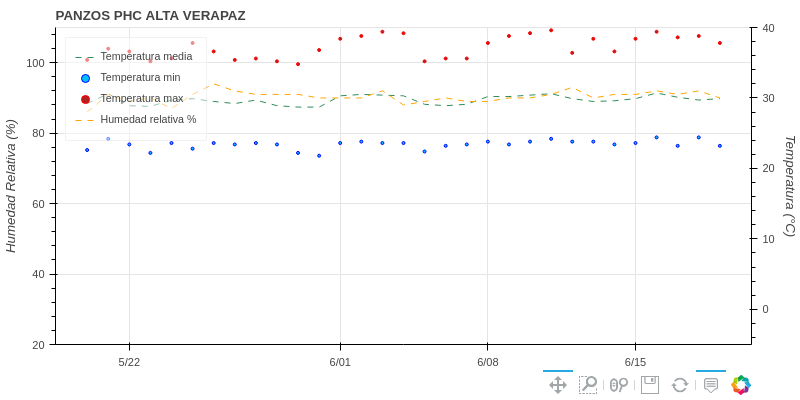 PANZOS PHC ALTA VERAPAZ
Temperatura media
Temperatura min
Temperatura max
Humedad relativa %
Humedad Relativa (%)
100
80
60
40
20
Temperatura (°C)
40
30
20
10
0
5/22
6/01
6/08
6/15